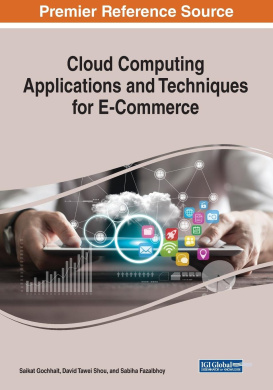 Premier Reference Source
Cloud Computing
Applications and Techniques
for E-Commerce
Saikat Gochhait, David Tawei Shou, and Sabiha Fazalbhoy
IGI Global